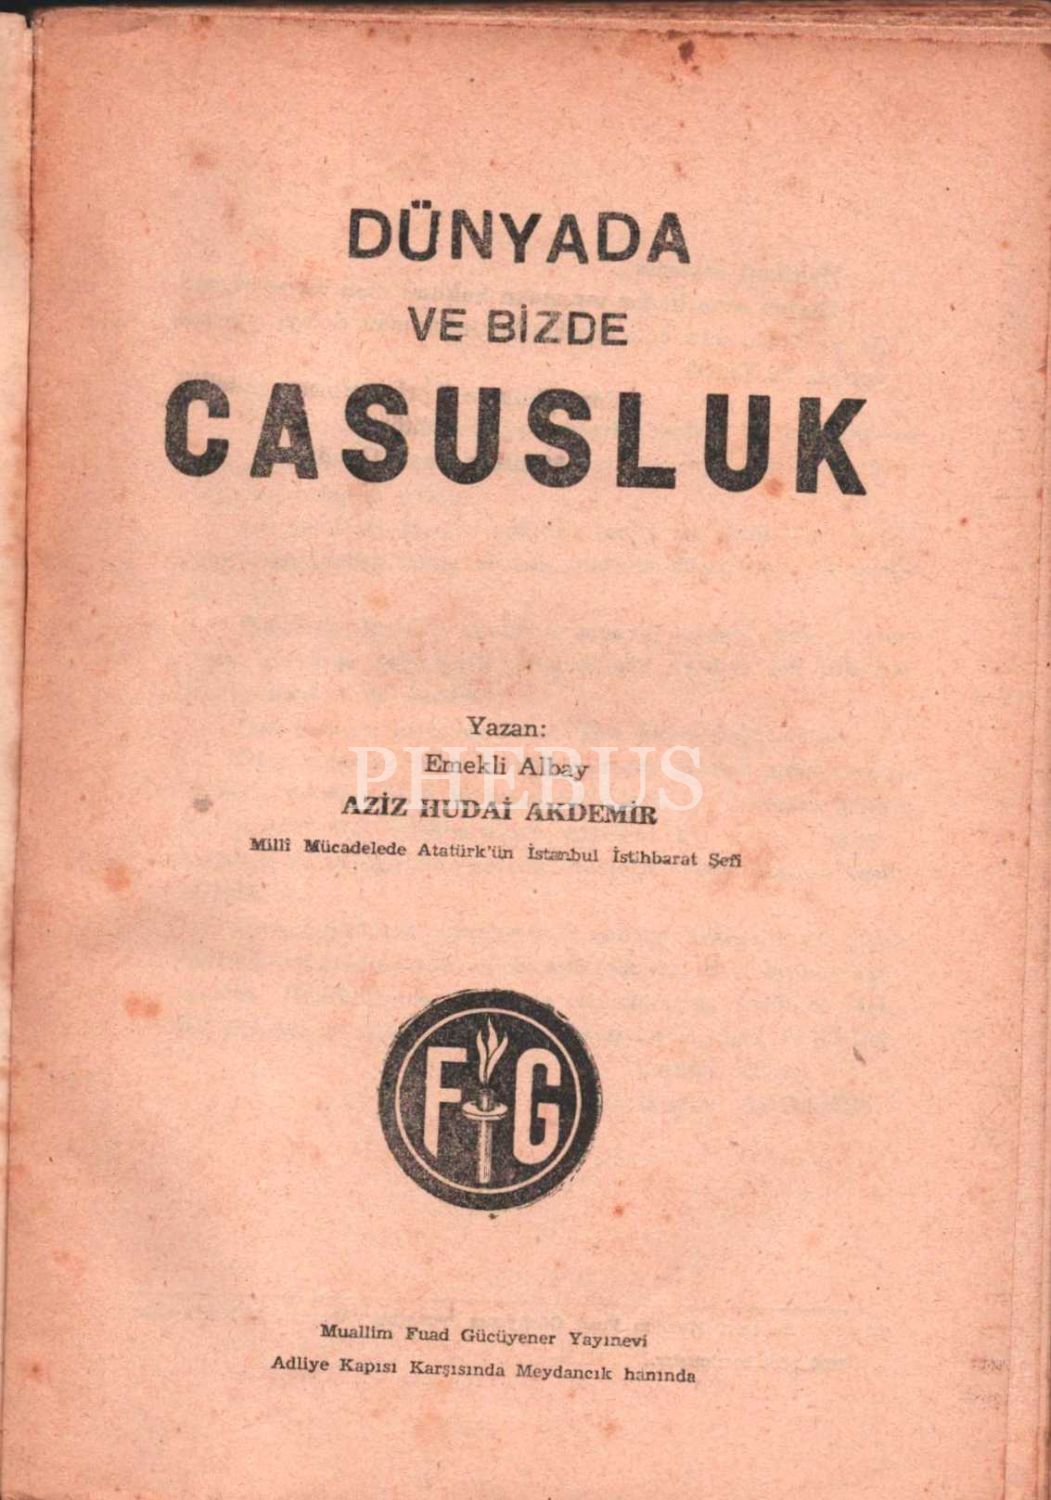 DÜNYADA
VE BİZDE
CASUSLUK
Yazan:
Emekli Albay
PHEBUS
AZİZ HUDAİ AKDEMİR
Millî Mücadelede Atatürk'ün İstanbul İstihbarat Şefi
F G
Muallim Fuad Gücüyener Yayınevi
Adliye Kapısı Karşısında Meydancık hanında